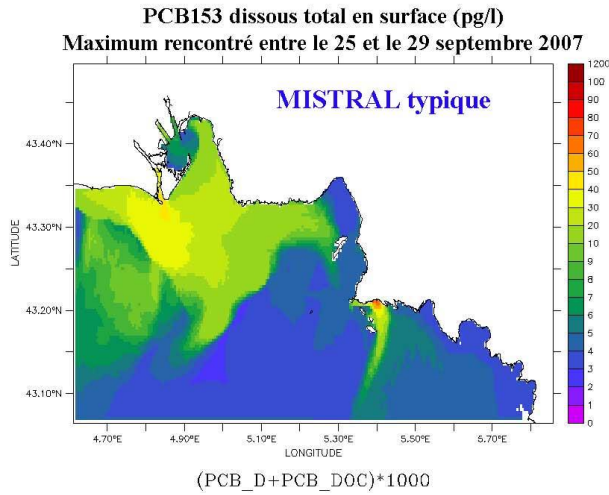 PCB153 dissous total en surface (pg/l)
Maximum rencontré entre le 25 et le 29 septembre 2007
MISTRAL typique
43.40°N
43.30°N
43.20°N
43.10°N
LATITUDE
4.70°E 4.90°E 5.10°E 5.30°E 5.50°E 5.70°E
LONGITUDE
1200
100
90
80
70
60
50
40
30
20
10
9
8
7
6
5
4
3
2
1
0
(PCB_D+PCB_DOC)*1000